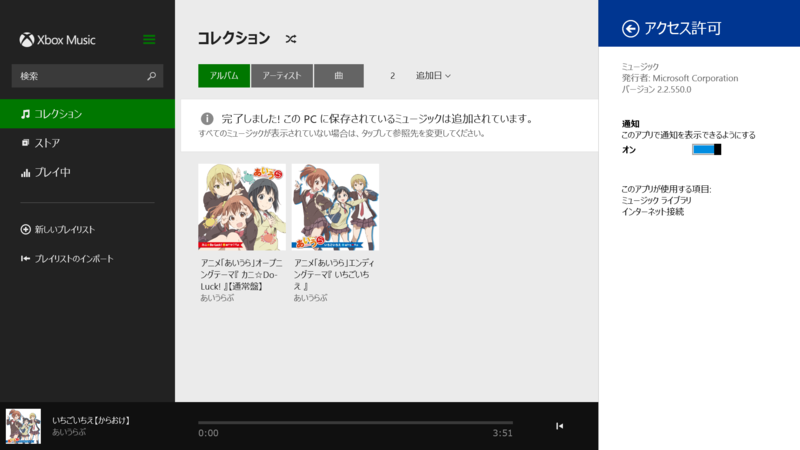 Xbox Music
検索
コレクション
ストア
プレイ中
新しいプレイリスト
プレイリストのインポート
コレクション
アルバム
アーティスト
曲
2
追加日
完了しました! この PC に保存されているミュージックは追加されています。
すべてのミュージックが表示されていない場合は、タップして参照先を変更してください。
アニメ「あいうら」オープニ
ングテーマ『 カニ☆Do-
Luck! 』【通常盤】
あいうらぶ
アニメ「あいうら」エンディ
ングテーマ『 いちごいち
え 』
あいうらぶ
いちごいちえ【からおけ】
あいうらぶ
0:00
3:51
アクセス許可
ミュージック
発行者: Microsoft Corporation
バージョン 2.2.550.0
通知
このアプリで通知を表示できるようにする
オン
このアプリが使用する項目:
ミュージック ライブラリ
インターネット接続